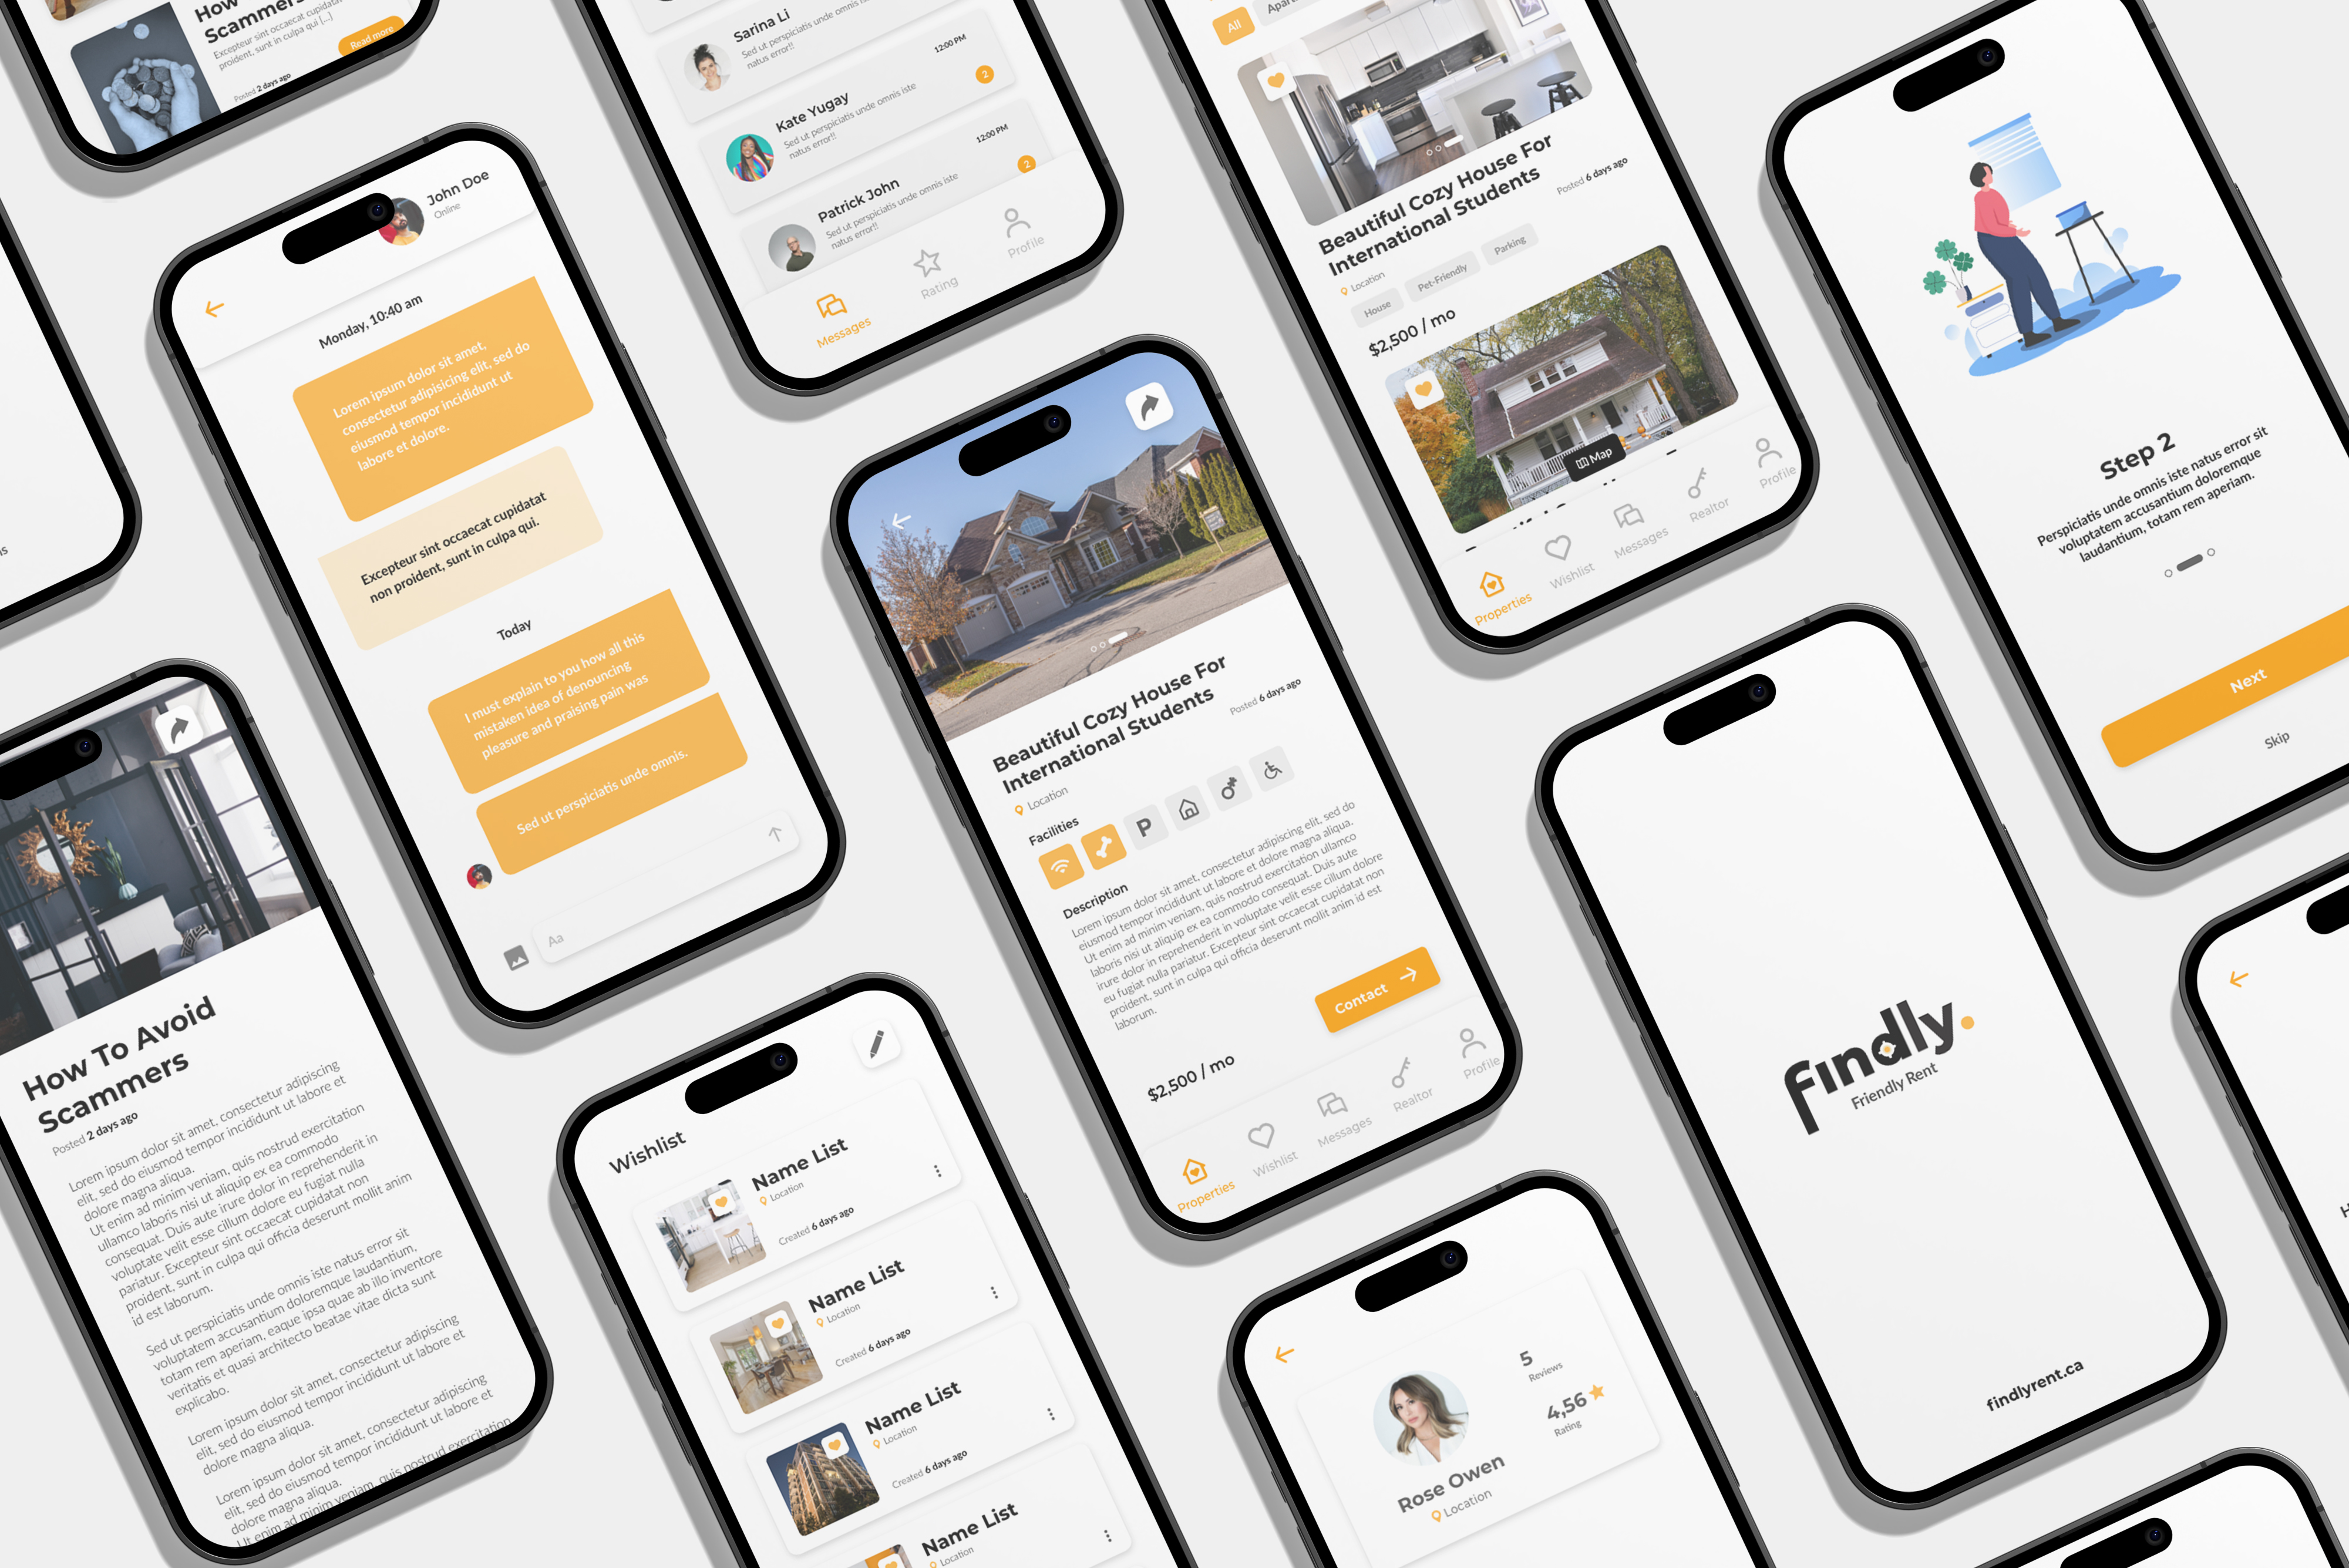 How
Scammers
Excepteur sint occaecat cupidatat
proident, sunt in culpa qui [...]
Read more
Posted 2 days ago
Sarina Li
Sed ut perspiciatis unde omnis
natus error!!
12:00 PM
Kate Yugay
Sed ut perspiciatis unde omnis iste
natus error!!
2
12:00 PM
Patrick John
Sed ut perspiciatis unde omnis iste
natus error!!
2
Messages
Rating
Profile
All
Beautiful Cozy House For
International Students
Posted 6 days ago
Location
House
Pet-Friendly
Parking
$2,500 / mo
Map
Properties
Wishlist
Messages
Realtor
Profile
Step 2
Perspiciatis unde omnis iste natus error sit
voluptatem accusantium doloremque
laudantium, totam rem aperiam.
Next
Skip
John Doe
Online
Monday, 10:40 am
Lorem ipsum dolor sit amet,
consectetur adipisicing elit, sed do
eiusmod tempor incididunt ut
labore et dolore.
Excepteur sint occaecat cupidatat
non proident, sunt in culpa qui.
Today
I must explain to you how all this
mistaken idea of denouncing
pleasure and praising pain was
Sed ut perspiciatis unde omnis.
Aa
Beautiful Cozy House For
International Students
Posted 6 days ago
Location
Facilities
P
Description
Lorem ipsum dolor sit amet, consectetur adipiscing elit, sed do
eiusmod tempor incididunt ut labore et dolore magna aliqua.
Ut enim ad minim veniam, quis nostrud exercitation ullamco
laboris nisi ut aliquip ex ea commodo consequat. Duis aute
irure dolor in reprehenderit in voluptate velit esse cillum dolore
eu fugiat nulla pariatur. Excepteur sint occaecat cupidatat non
proident, sunt in culpa qui officia deserunt mollit anim id est
laborum.
Contact
$2,500 / mo
Properties
Wishlist
Messages
Realtor
Profile
How To Avoid
Scammers
Posted 2 days ago
Lorem ipsum dolor sit amet, consectetur adipiscing
elit, sed do eiusmod tempor incididunt ut labore et
dolore magna aliqua.
Ut enim ad minim veniam, quis nostrud exercitation
ullamco laboris nisi ut aliquip ex ea commodo
consequat. Duis aute irure dolor in reprehenderit in
voluptate velit esse cillum dolore eu fugiat nulla
pariatur. Excepteur sint occaecat cupidatat non
proident, sunt in culpa qui officia deserunt mollit anim
id est laborum.
Sed ut perspiciatis unde omnis iste natus error sit
voluptatem accusantium doloremque laudantium,
totam rem aperiam, eaque ipsa quae ab illo inventore
veritatis et quasi architecto beatae vitae dicta sunt
explicabo.
Lorem ipsum dolor sit amet, consectetur adipiscing
elit, sed do eiusmod tempor incididunt ut labore et
dolore magna aliqua.
Lorem ipsum dolor sit amet, consectetur adipiscing
elit, sed do eiusmod tempor incididunt ut labore et
dolore magna aliqua.
Ut enim ad minim veniam, quis nostrud exercitation
Wishlist
Name List
Location
Created 6 days ago
Name List
Location
Created 6 days ago
Name List
Location
Created 6 days ago
Name List
Location
findly.
Friendly Rent
findlyrent.ca
5
Reviews
4,56
Rating
Rose Owen
Location